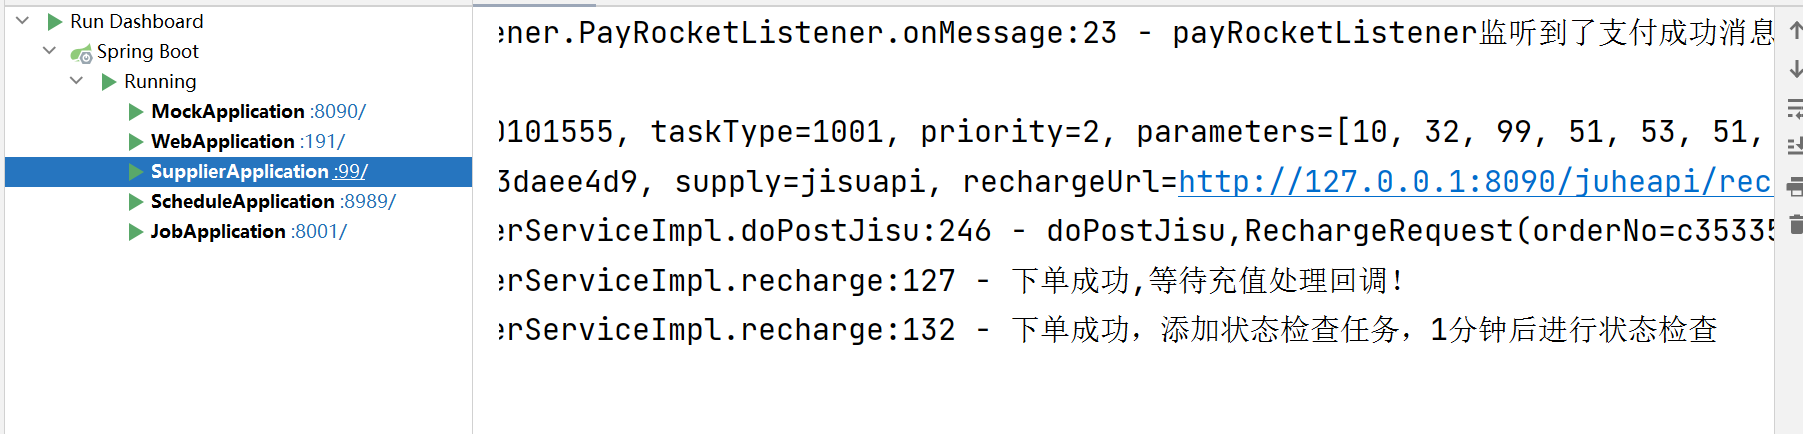 Run Dashboard
Spring Boot
Running
MockApplication :8090/
WebApplication :191/
SupplierApplication :99/
ScheduleApplication :8989/
JobApplication :8001/
ener.PayRocketListener.onMessage:23 - payRocketListener监听到了支付成功消息
0101555, taskType=1001, priority=2, parameters=[10, 32, 99, 51, 53, 51,
3daee4d9, supply=jisuapi, rechargeUrl=http://127.0.0.1:8090/juheapi/rec
erServiceImpl.doPostJisu:246 - doPostJisu,RechargeRequest(orderNo=c35335
erServiceImpl.recharge:127 - 下单成功,等待充值处理回调!
erServiceImpl.recharge:132 - 下单成功，添加状态检查任务，1分钟后进行状态检查